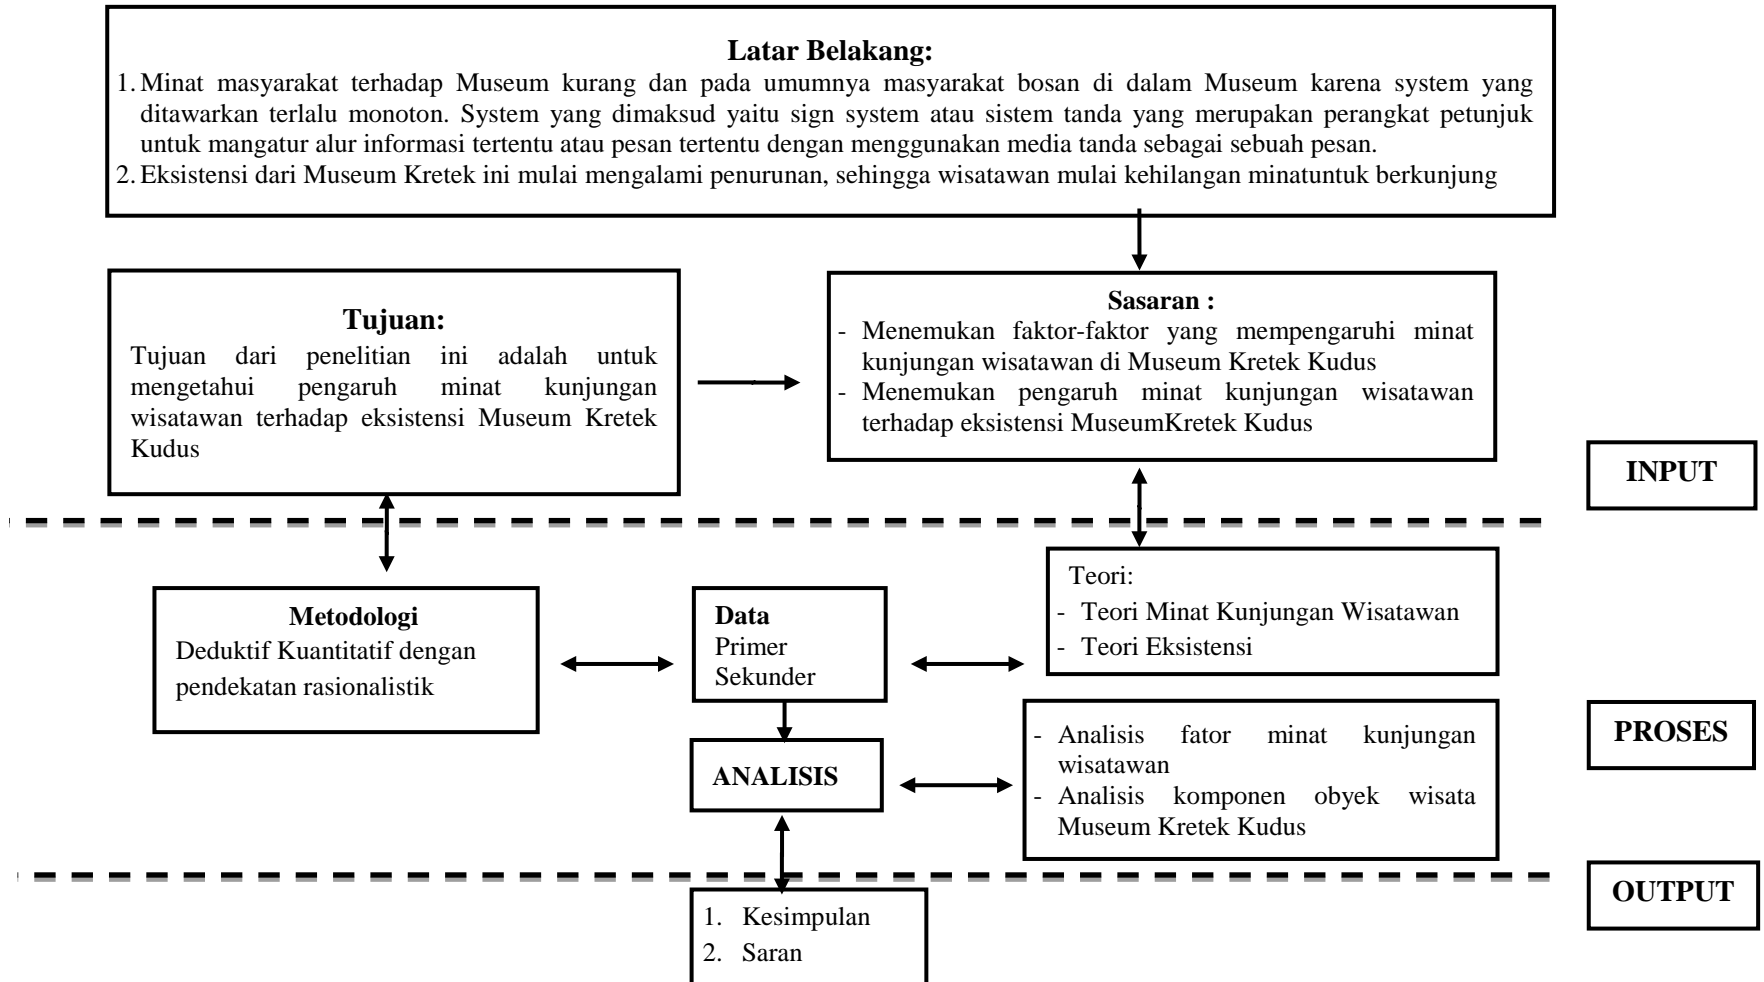 Latar Belakang:
1. Minat masyarakat terhadap Museum kurang dan pada umumnya masyarakat bosan di dalam Museum karena system yang
ditawarkan terlalu monoton. System yang dimaksud yaitu sign system atau sistem tanda yang merupakan perangkat petunjuk
untuk mangatur alur informasi tertentu atau pesan tertentu dengan menggunakan media tanda sebagai sebuah pesan.
2. Eksistensi dari Museum Kretek ini mulai mengalami penurunan, sehingga wisatawan mulai kehilangan minatuntuk berkunjung
Tujuan:
Tujuan dari penelitian ini adalah untuk
mengetahui pengaruh minat kunjungan
wisatawan terhadap eksistensi Museum Kretek
Kudus
Sasaran :
- Menemukan faktor-faktor yang mempengaruhi minat
kunjungan wisatawan di Museum Kretek Kudus
- Menemukan pengaruh minat kunjungan wisatawan
terhadap eksistensi MuseumKretek Kudus
INPUT
Metodologi
Deduktif Kuantitatif dengan
pendekatan rasionalistik
Data
Primer
Sekunder
Teori:
- Teori Minat Kunjungan Wisatawan
- Teori Eksistensi
ANALISIS
- Analisis fator minat kunjungan
wisatawan
- Analisis komponen obyek wisata
Museum Kretek Kudus
PROSES
1. Kesimpulan
2. Saran
OUTPUT